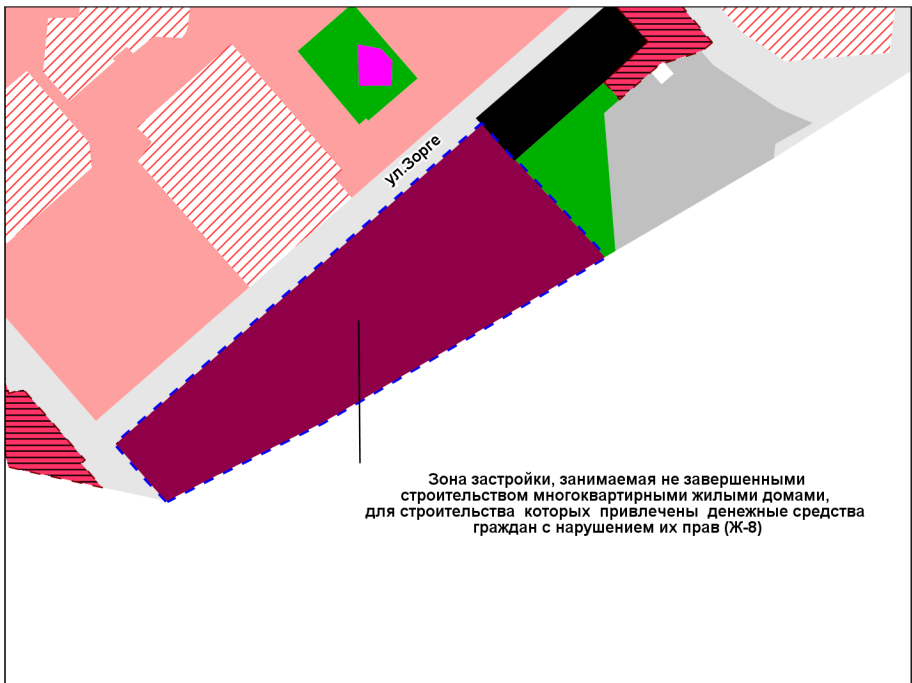 ул.Зорге
Зона застройки, занимаемая не завершенными
строительством многоквартирными жилыми домами,
для строительства которых привлечены денежные средства
граждан с нарушением их прав (Ж-8)